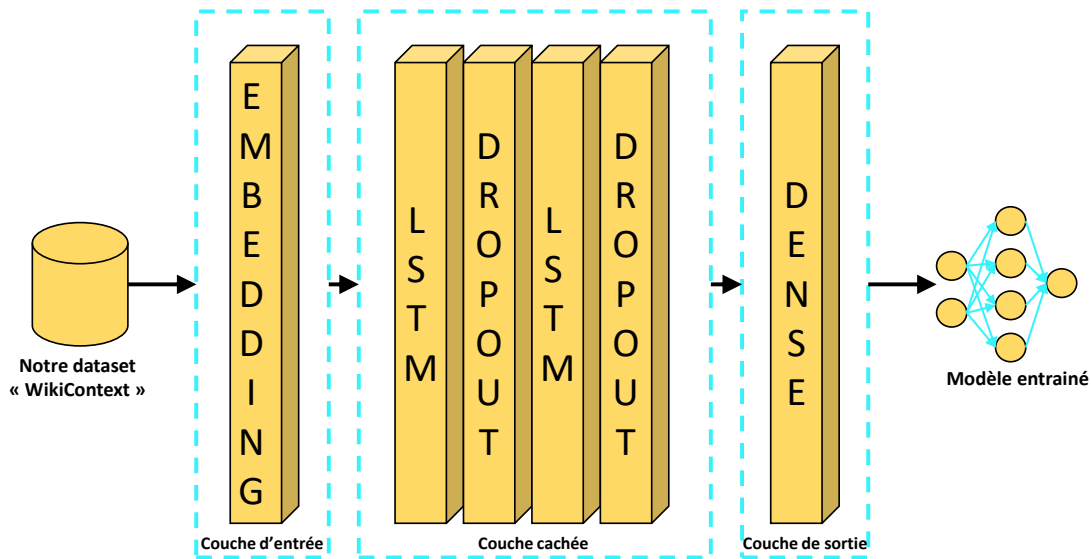 Notre dataset
« WikiContext »
EMBEDDING
Couche d'entrée
LSTM
DROPOUT
LSTM
DROPOUT
Couche cachée
DENSE
Couche de sortie
Modèle entrainé